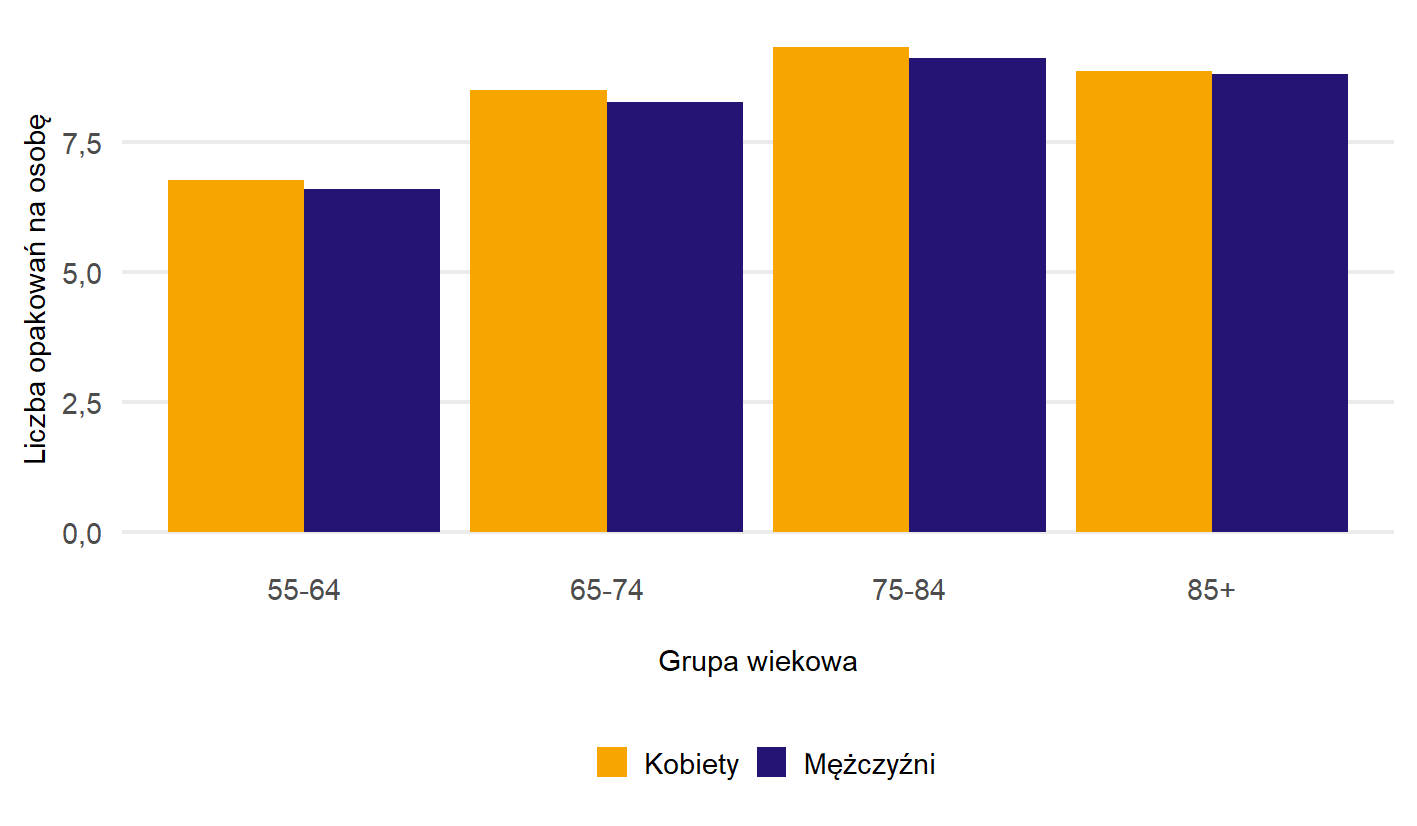 Liczba opakowań na osobę
7,5
5,0
2,5
0,0
55-64
65-74
75-84
85+
Grupa wiekowa
Kobiety
Mężczyźni